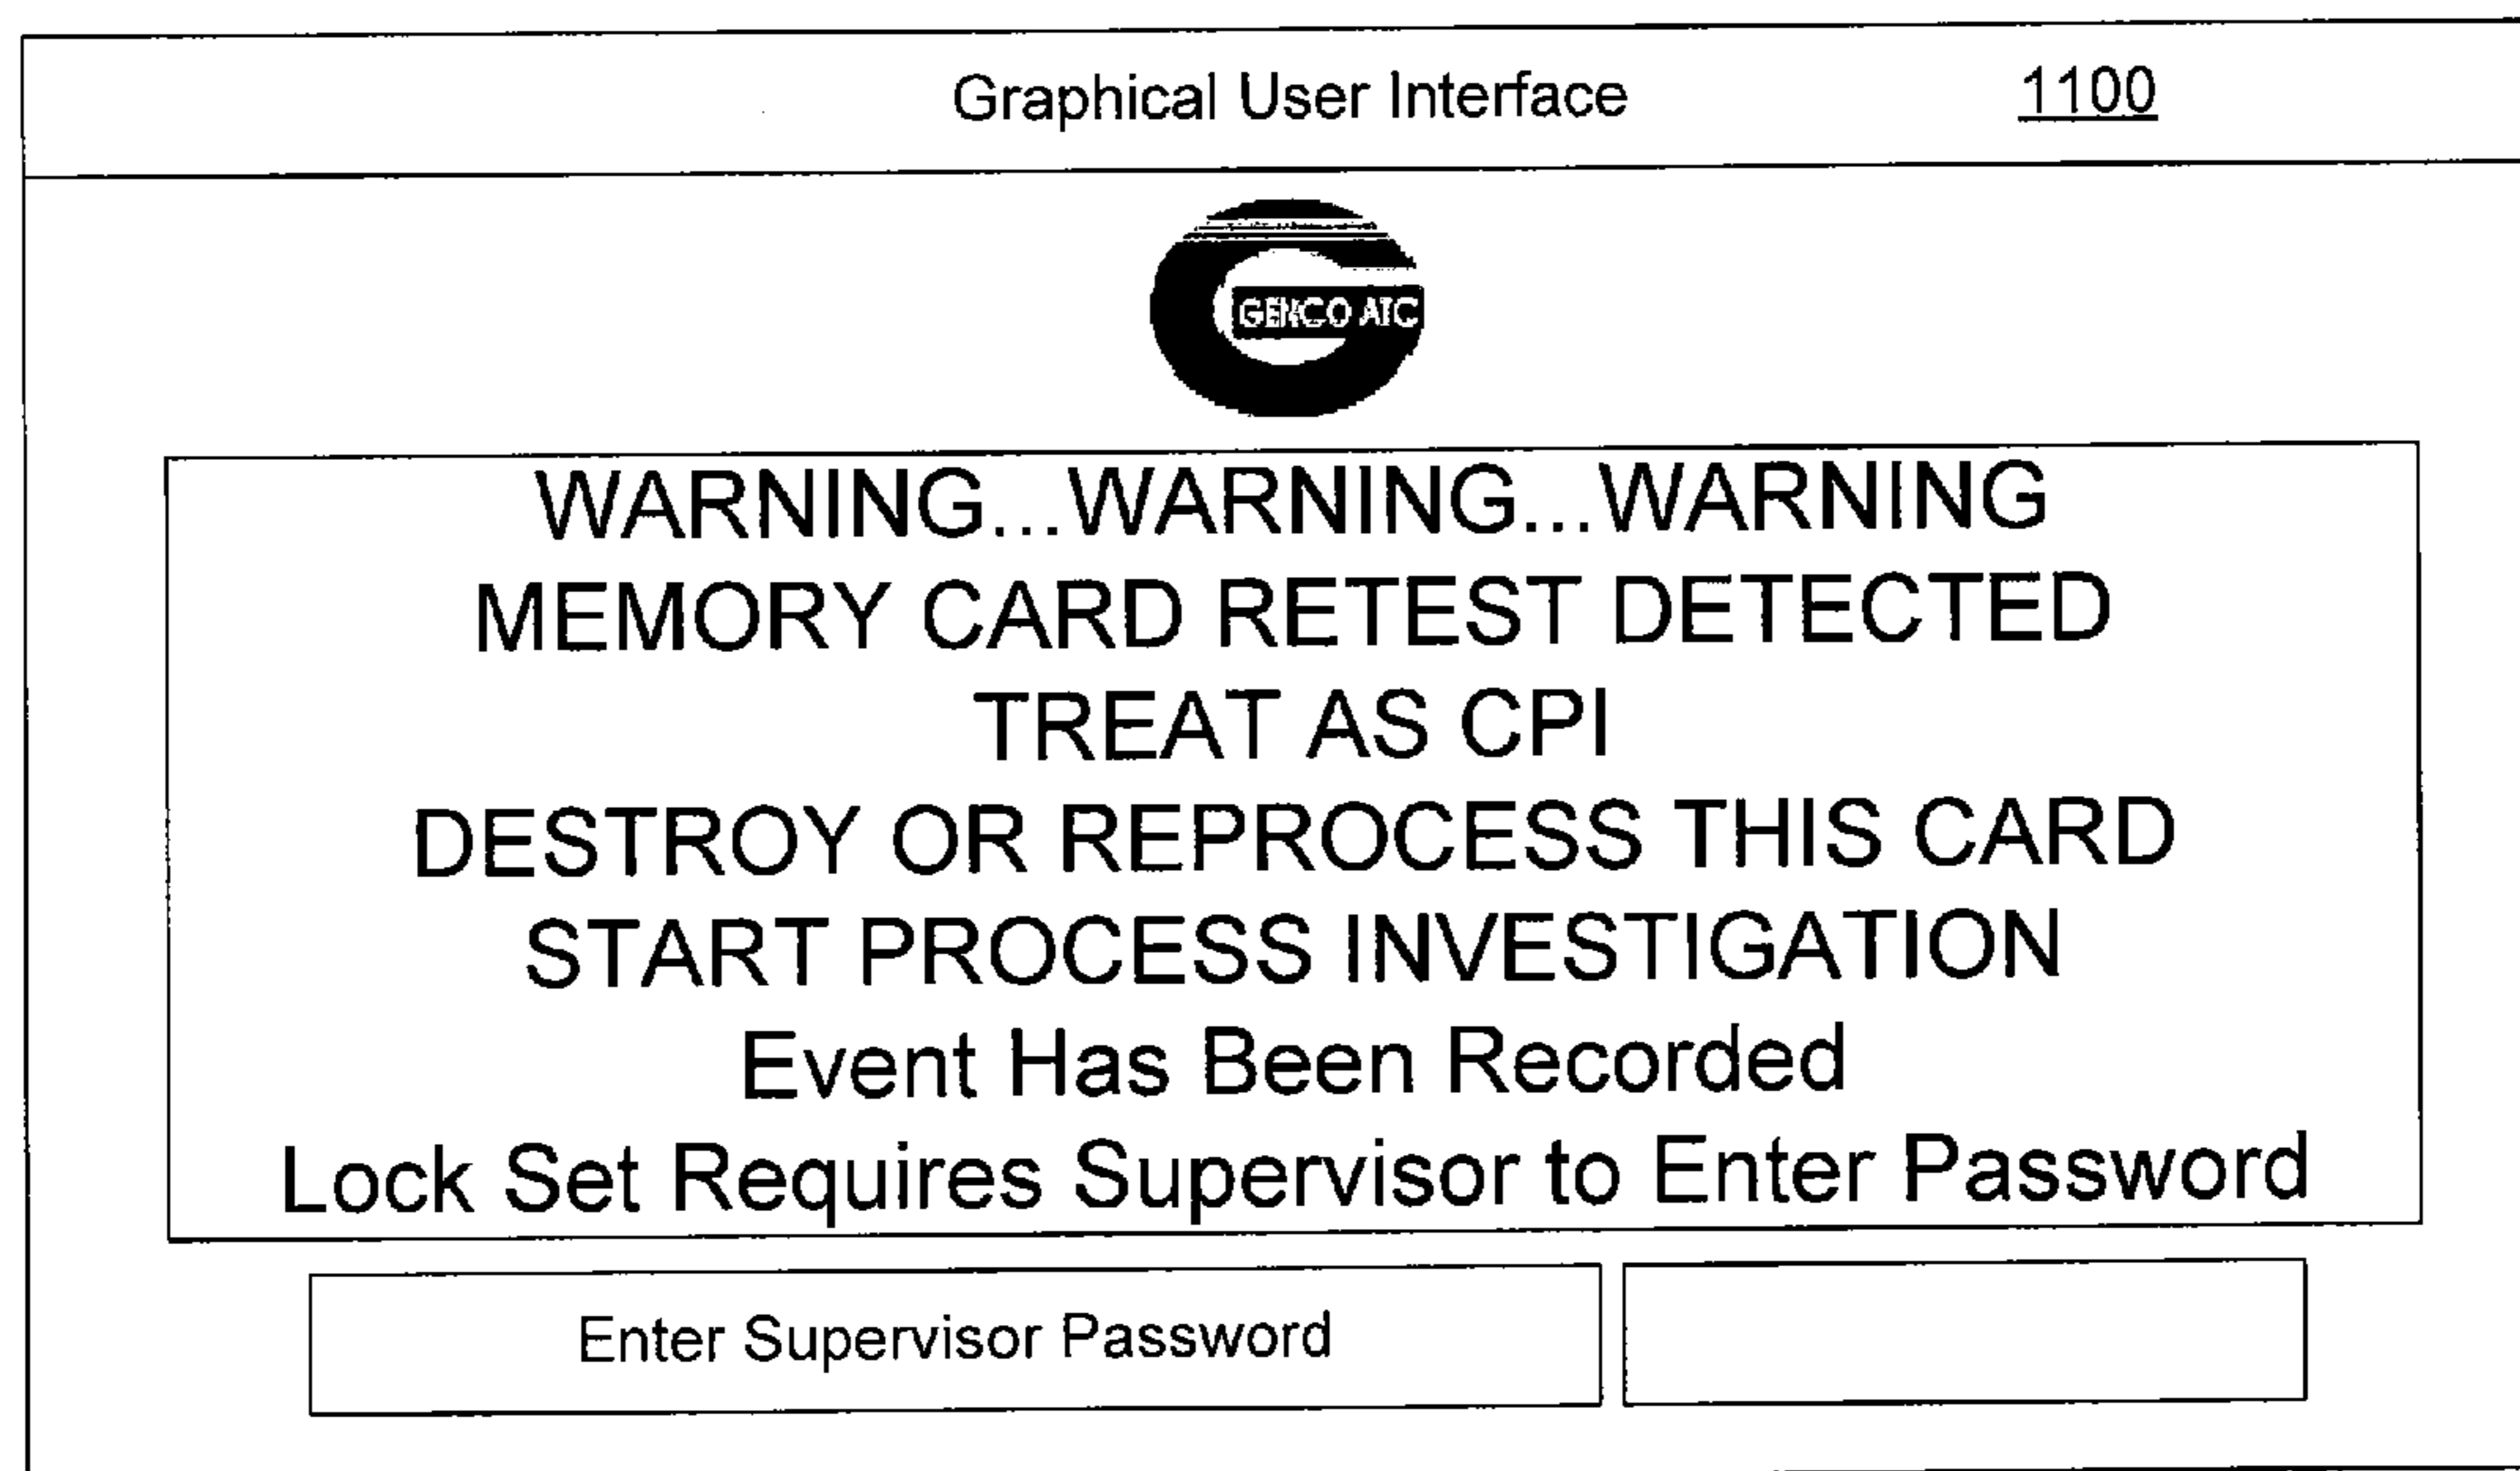 Graphical User Interface 1100
GENCO ATC
WARNING...WARNING...WARNING
MEMORY CARD RETEST DETECTED
TREAT AS CPI
DESTROY OR REPROCESS THIS CARD
START PROCESS INVESTIGATION
Event Has Been Recorded
Lock Set Requires Supervisor to Enter Password
Enter Supervisor Password